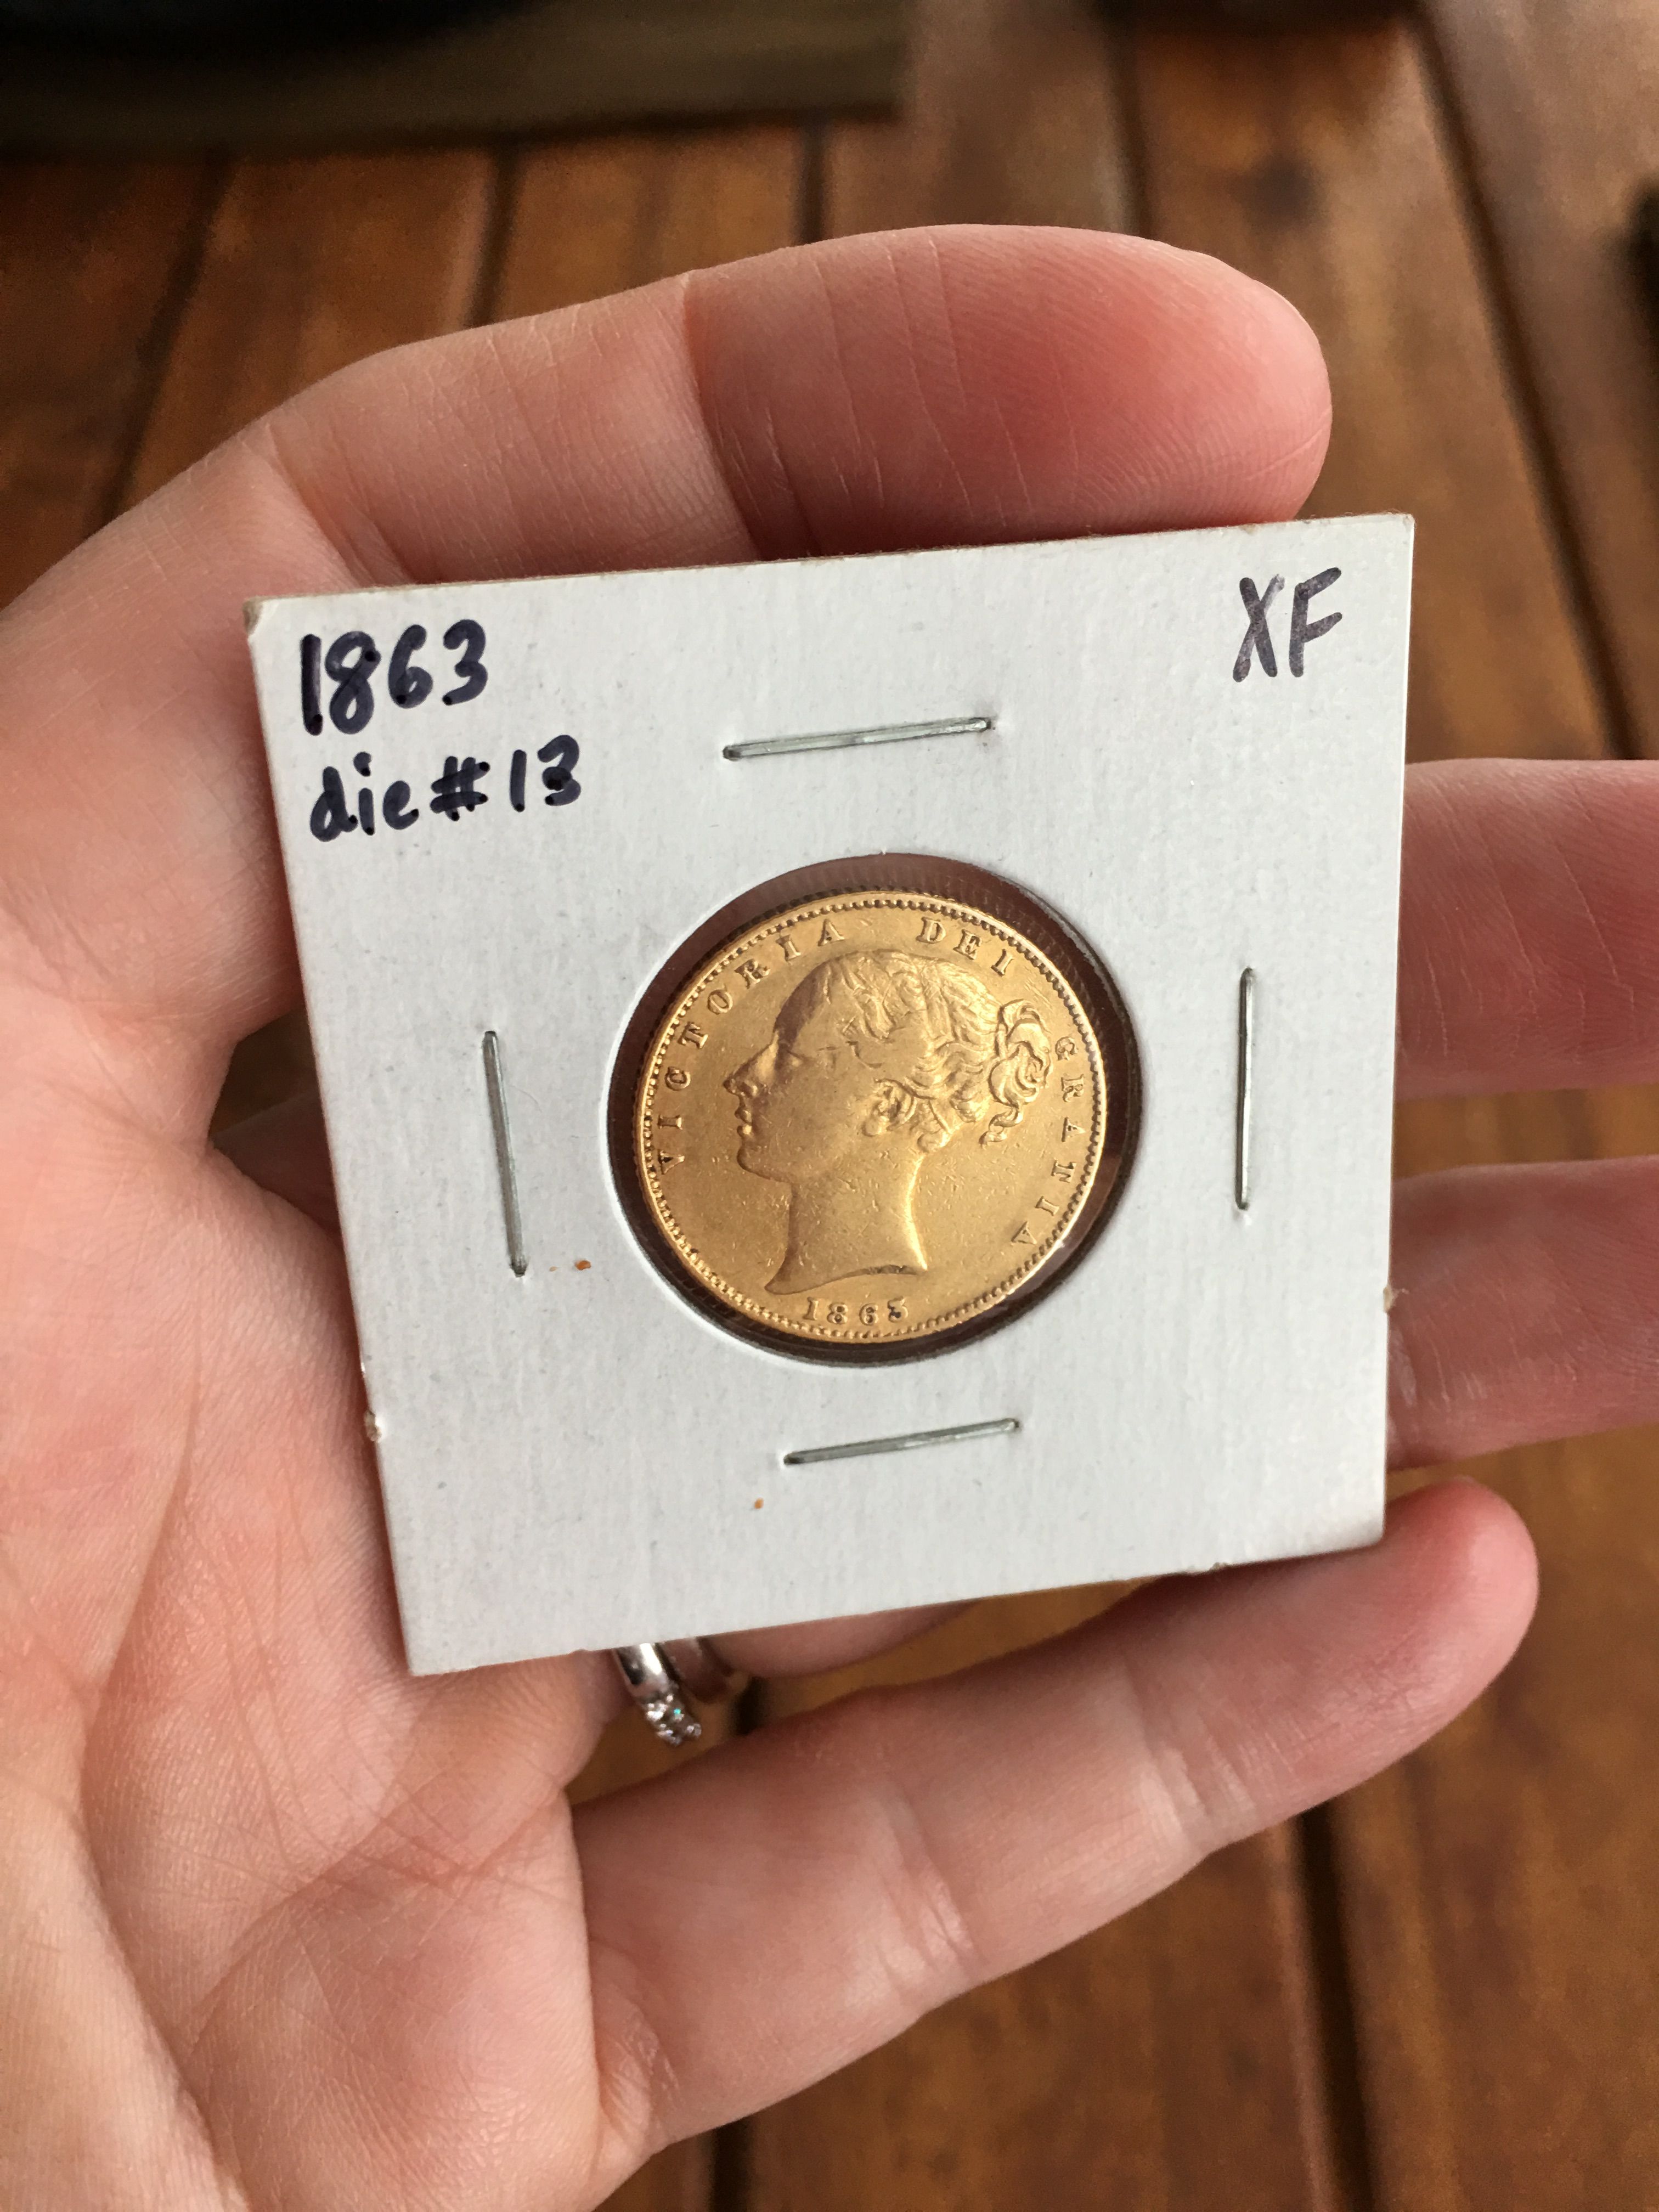 1863
die#13
XF
VICTORIA DEI GRATIA
1863